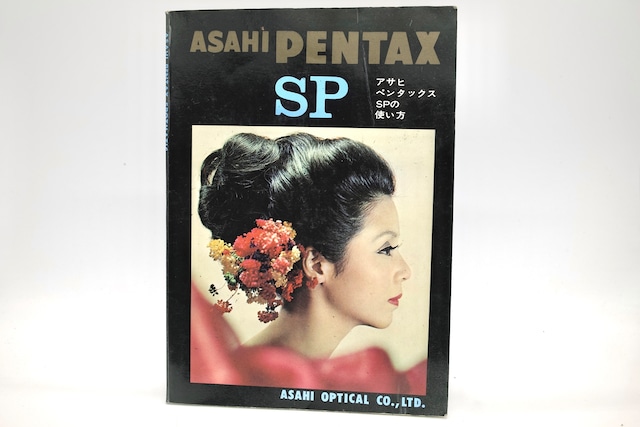 ASAHI PENTAX
SP
アサヒ
ペンタックス
SPの
使い方
ASAHI OPTICAL CO.,LTD.